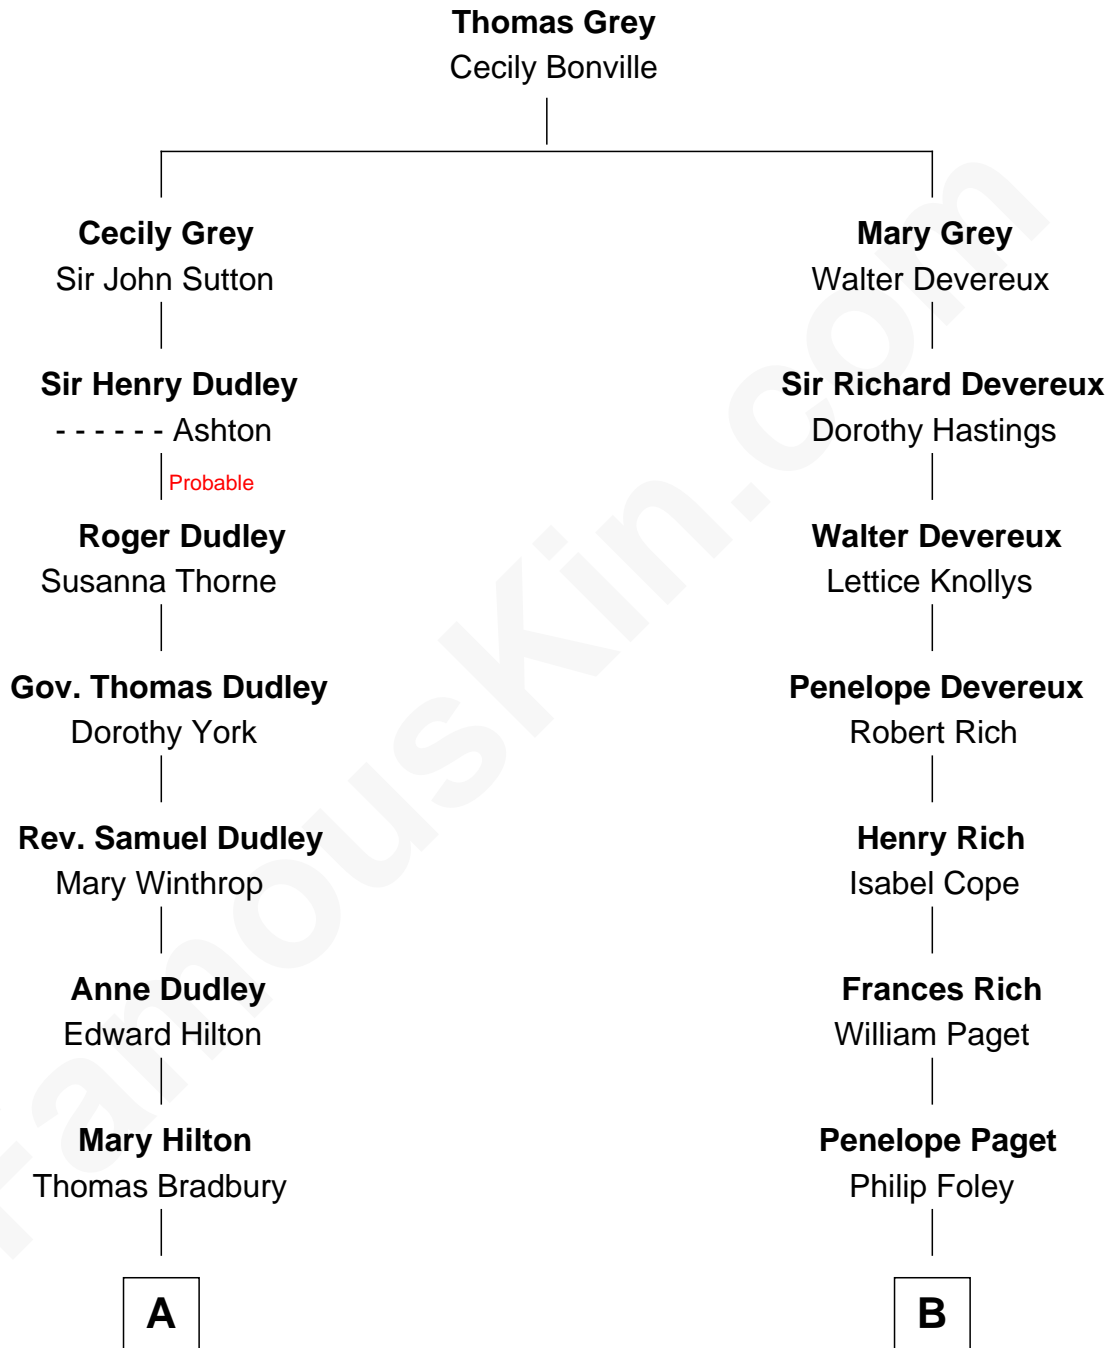 Thomas Grey
Cecily Bonville
Cecily Grey
Sir John Sutton
Mary Grey
Walter Devereux
Sir Henry Dudley
- - - - - - Ashton
Sir Richard Devereux
Dorothy Hastings
Probable
Roger Dudley
Susanna Thorne
Walter Devereux
Lettice Knollys
Gov. Thomas Dudley
Dorothy York
Penelope Devereux
Robert Rich
Rev. Samuel Dudley
Mary Winthrop
Henry Rich
Isabel Cope
Anne Dudley
Edward Hilton
Frances Rich
William Paget
Mary Hilton
Thomas Bradbury
Penelope Paget
Philip Foley
A
B
FamousKin.com